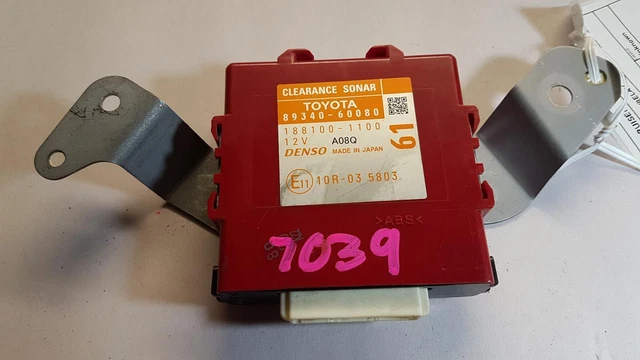 CLEARANCE SONAR
TOYOTA
89340-60080
188100-1100
12V A08Q
DENSO MADE IN JAPAN
61
E11 10R-03 5803
>ABS<
7039